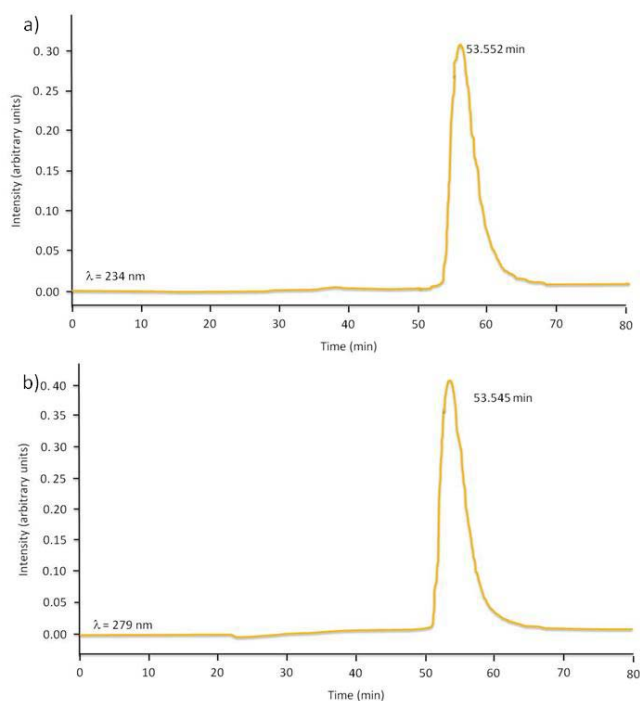 a)
53.552 min
0.30
0.25
0.20
0.15
0.10
0.05
0.00
Intensity (arbitrary units)
λ = 234 nm
0 10 20 30 40 50 60 70 80
Time (min)
b)
53.545 min
0.40
0.35
0.30
0.25
0.20
0.15
0.10
0.05
0.00
Intensity (arbitrary units)
λ = 279 nm
0 10 20 30 40 50 60 70 80
Time (min)